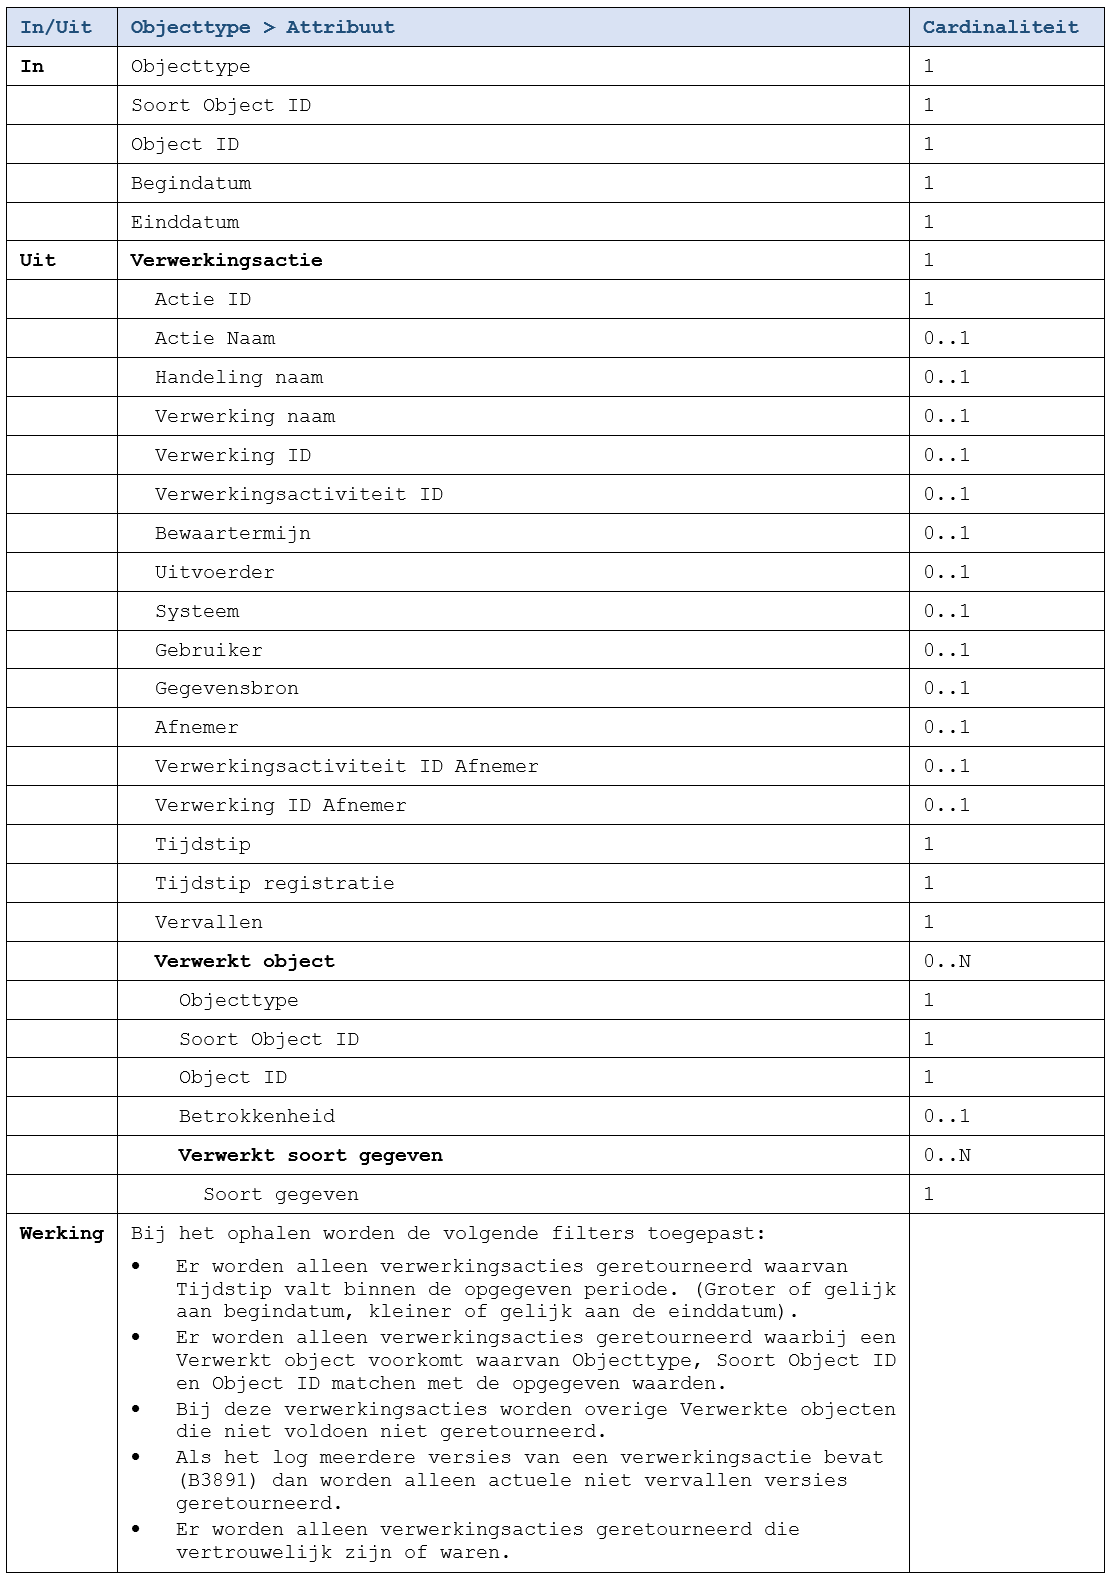 In/Uit Objecttype > Attribuut Cardinaliteit
In Objecttype 1
Soort Object ID 1
Object ID 1
Begindatum 1
Einddatum 1
Uit Verwerkingsactie 1
Actie ID 1
Actie Naam 0..1
Handeling naam 0..1
Verwerking naam 0..1
Verwerking ID 0..1
Verwerkingsactiviteit ID 0..1
Bewaartermijn 0..1
Uitvoerder 0..1
Systeem 0..1
Gebruiker 0..1
Gegevensbron 0..1
Afnemer 0..1
Verwerkingsactiviteit ID Afnemer 0..1
Verwerking ID Afnemer 0..1
Tijdstip 1
Tijdstip registratie 1
Vervallen 1
Verwerkt object 0..N
Objecttype 1
Soort Object ID 1
Object ID 1
Betrokkenheid 0..1
Verwerkt soort gegeven 0..N
Soort gegeven 1
Werking Bij het ophalen worden de volgende filters toegepast:
• Er worden alleen verwerkingsacties geretourneerd waarvan
Tijdstip valt binnen de opgegeven periode. (Groter of gelijk
aan begindatum, kleiner of gelijk aan de einddatum).
• Er worden alleen verwerkingsacties geretourneerd waarbij een
Verwerkt object voorkomt waarvan Objecttype, Soort Object ID
en Object ID matchen met de opgegeven waarden.
• Bij deze verwerkingsacties worden overige Verwerkte objecten
die niet voldoen niet geretourneerd.
• Als het log meerdere versies van een verwerkingsactie bevat
(B3891) dan worden alleen actuele niet vervallen versies
geretourneerd.
• Er worden alleen verwerkingsacties geretourneerd die
vertrouwelijk zijn of waren.